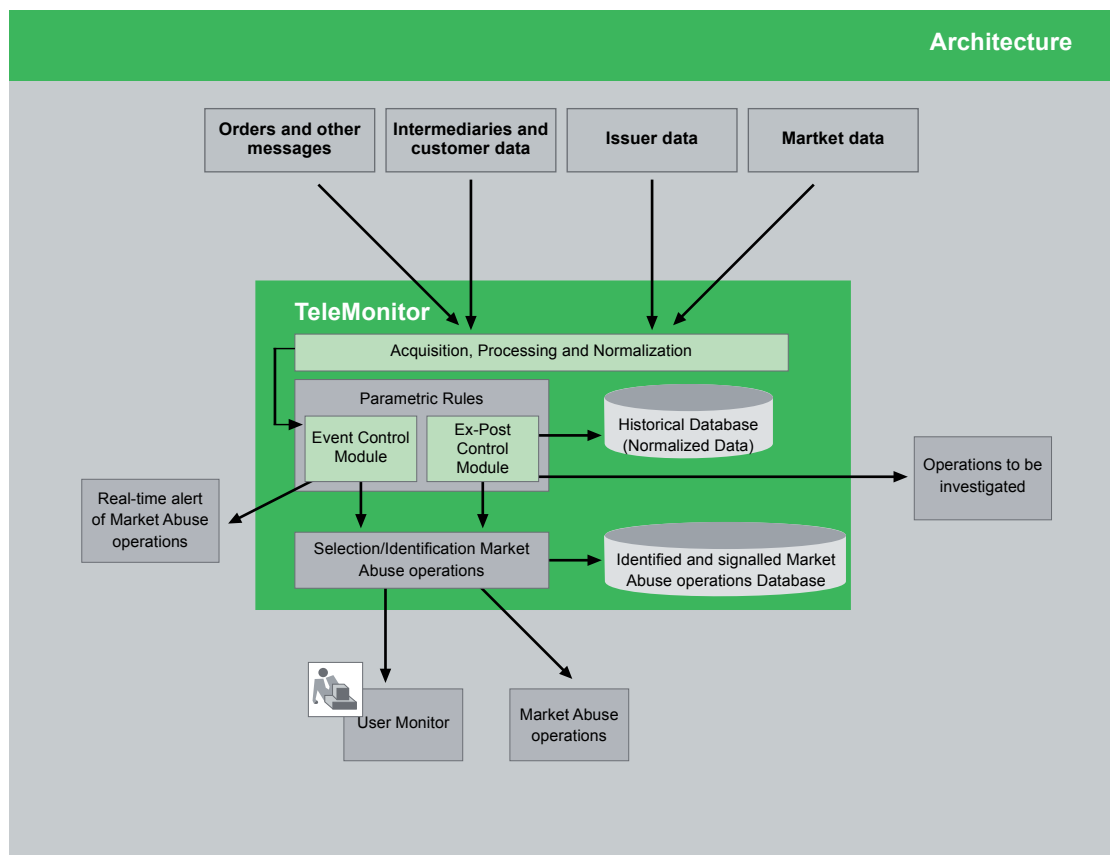 Architecture
Orders and other
messages
Intermediaries and
customer data
Issuer data
Martket data
TeleMonitor
Acquisition, Processing and Normalization
Parametric Rules
Event Control
Module
Ex-Post
Control
Module
Historical Database
(Normalized Data)
Operations to be
investigated
Real-time alert
of Market Abuse
operations
Selection/Identification Market
Abuse operations
Identified and signalled Market
Abuse operations Database
User Monitor
Market Abuse
operations